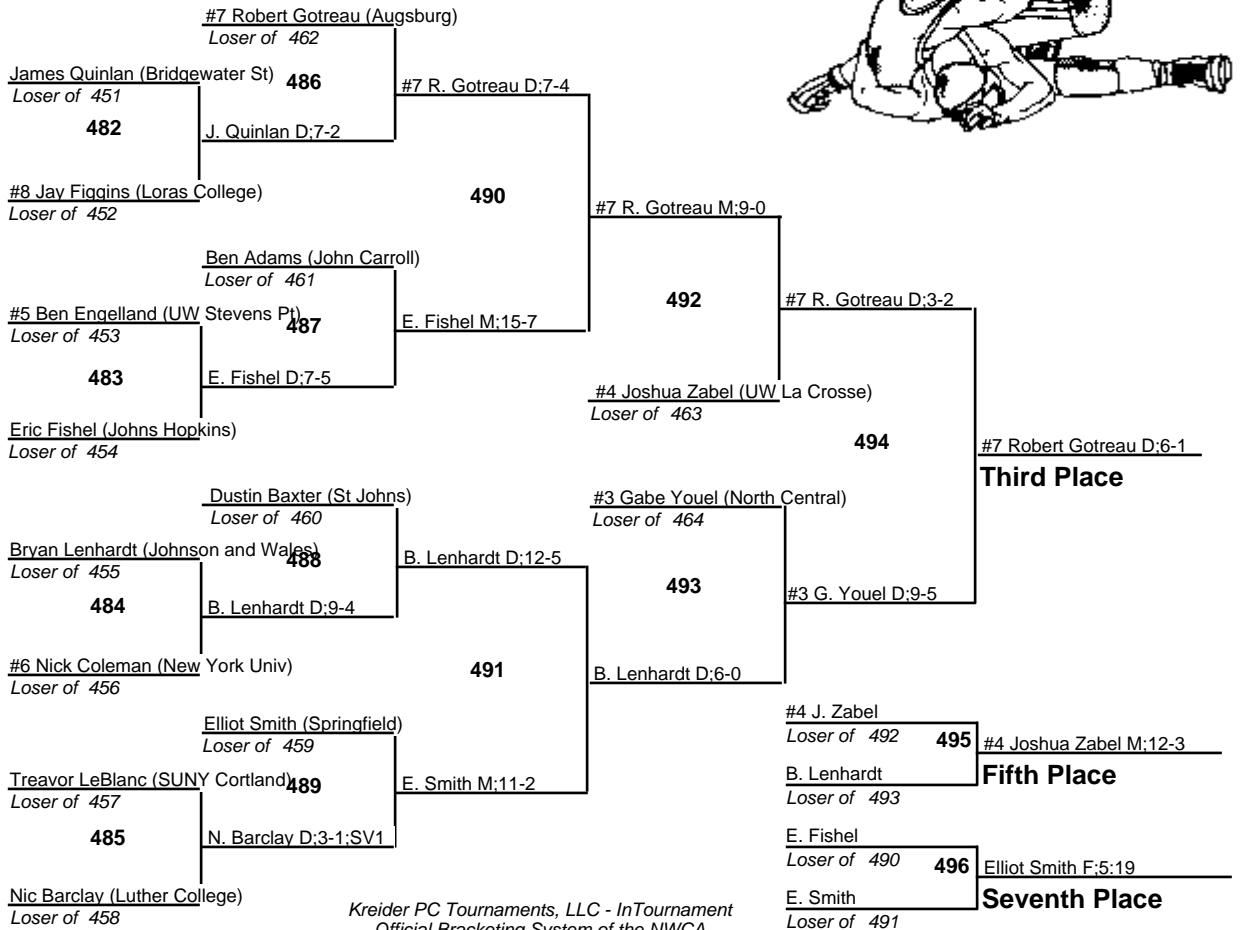 #7 Robert Gotreau (Augsburg)
Loser of 462
James Quinlan (Bridgewater St)
486
Loser of 451
#7 R. Gotreau D;7-4
482
J. Quinlan D;7-2
#8 Jay Figgins (Loras College)
Loser of 452
490
#7 R. Gotreau M;9-0
Ben Adams (John Carroll)
Loser of 461
#5 Ben Engelland (UW Stevens Pt)
487
Loser of 453
E. Fishel M;15-7
492
#7 R. Gotreau D;3-2
483
E. Fishel D;7-5
#4 Joshua Zabel (UW La Crosse)
Loser of 463
Eric Fishel (Johns Hopkins)
Loser of 454
494
#7 Robert Gotreau D;6-1
Third Place
Dustin Baxter (St Johns)
Loser of 460
#3 Gabe Youel (North Central)
Loser of 464
Bryan Lenhardt (Johnson and Wales)
488
Loser of 455
B. Lenhardt D;12-5
493
484
B. Lenhardt D;9-4
#3 G. Youel D;9-5
#6 Nick Coleman (New York Univ)
Loser of 456
491
B. Lenhardt D;6-0
Elliot Smith (Springfield)
Loser of 459
#4 J. Zabel
Loser of 492
495
#4 Joshua Zabel M;12-3
Fifth Place
Treavor LeBlanc (SUNY Cortland)
489
Loser of 457
E. Smith M;11-2
B. Lenhardt
Loser of 493
485
N. Barclay D;3-1;SV1
E. Fishel
Loser of 490
496
Elliot Smith F;5:19
Seventh Place
Nic Barclay (Luther College)
Loser of 458
E. Smith
Loser of 491
Kreider PC Tournaments, LLC - InTournament
Official Bracketing System of the NWCA